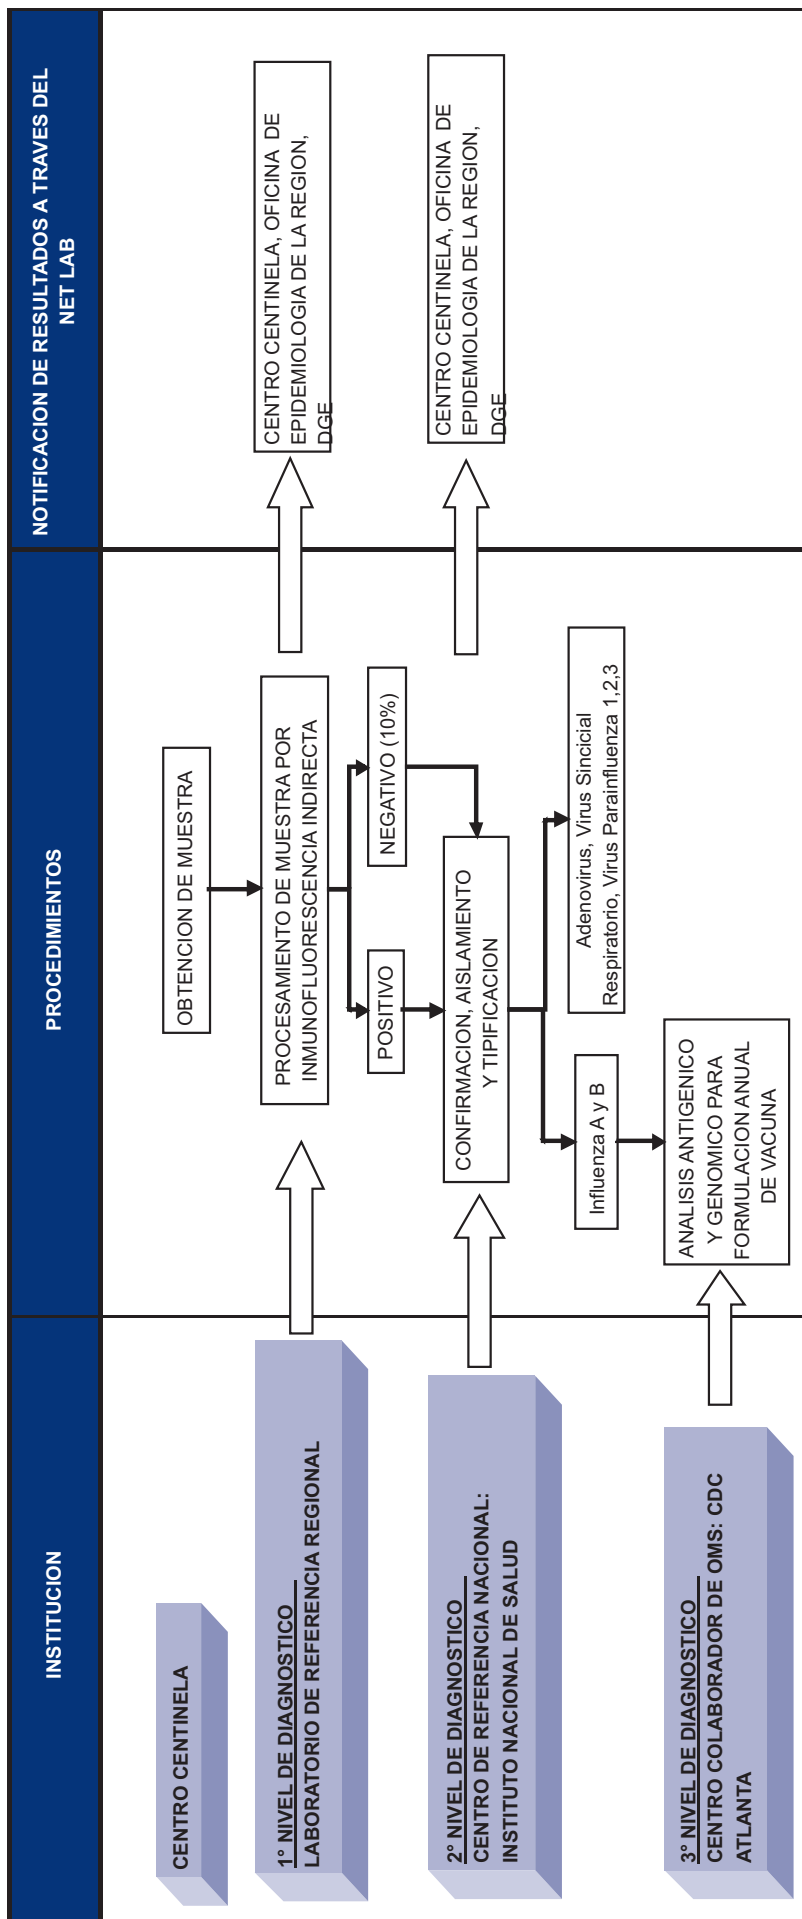 INSTITUCION
PROCEDIMIENTOS
NOTIFICACION DE RESULTADOS A TRAVES DEL
NET LAB
CENTRO CENTINELA
OBTENCION DE MUESTRA
1° NIVEL DE DIAGNOSTICO
LABORATORIO DE REFERENCIA REGIONAL
PROCESAMIENTO DE MUESTRA POR
INMUNOFLUORESCENCIA INDIRECTA
CENTRO CENTINELA, OFICINA DE
EPIDEMIOLOGIA DE LA REGION,
DGE
POSITIVO
NEGATIVO (10%)
2° NIVEL DE DIAGNOSTICO
CENTRO DE REFERENCIA NACIONAL:
INSTITUTO NACIONAL DE SALUD
CONFIRMACION, AISLAMIENTO
Y TIPIFICACION
CENTRO CENTINELA, OFICINA DE
EPIDEMIOLOGIA DE LA REGION,
DGE
Influenza A y B
Adenovirus, Virus Sincicial
Respiratorio, Virus Parainfluenza 1,2,3
3° NIVEL DE DIAGNOSTICO
CENTRO COLABORADOR DE OMS: CDC
ATLANTA
ANALISIS ANTIGENICO
Y GENOMICO PARA
FORMULACION ANUAL
DE VACUNA